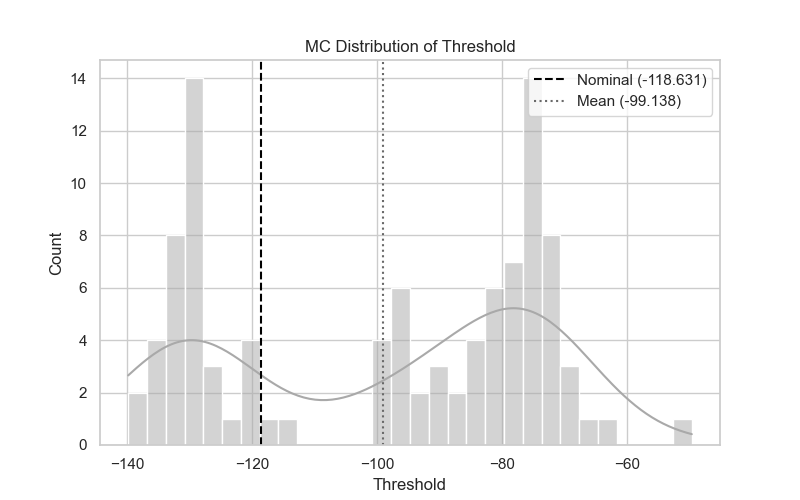 MC Distribution of Threshold
Nominal (-118.631)
Mean (-99.138)
Count
14
12
10
8
6
4
2
0
−140
−120
−100
−80
−60
Threshold